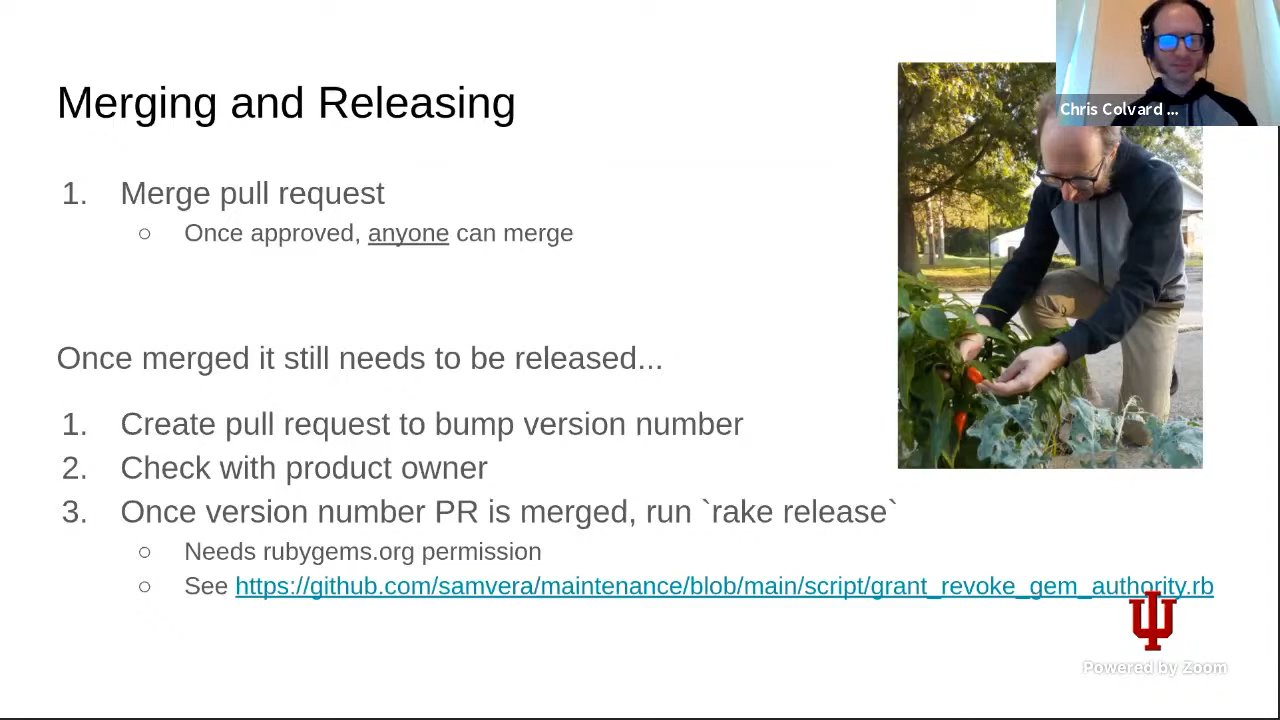 Merging and Releasing
Chris Colvard ...
1. Merge pull request
○ Once approved, anyone can merge
Once merged it still needs to be released...
1. Create pull request to bump version number
2. Check with product owner
3. Once version number PR is merged, run `rake release`
○ Needs rubygems.org permission
○ See https://github.com/samvera/maintenance/blob/main/script/grant_revoke_gem_authority.rb
Powered by Zoom